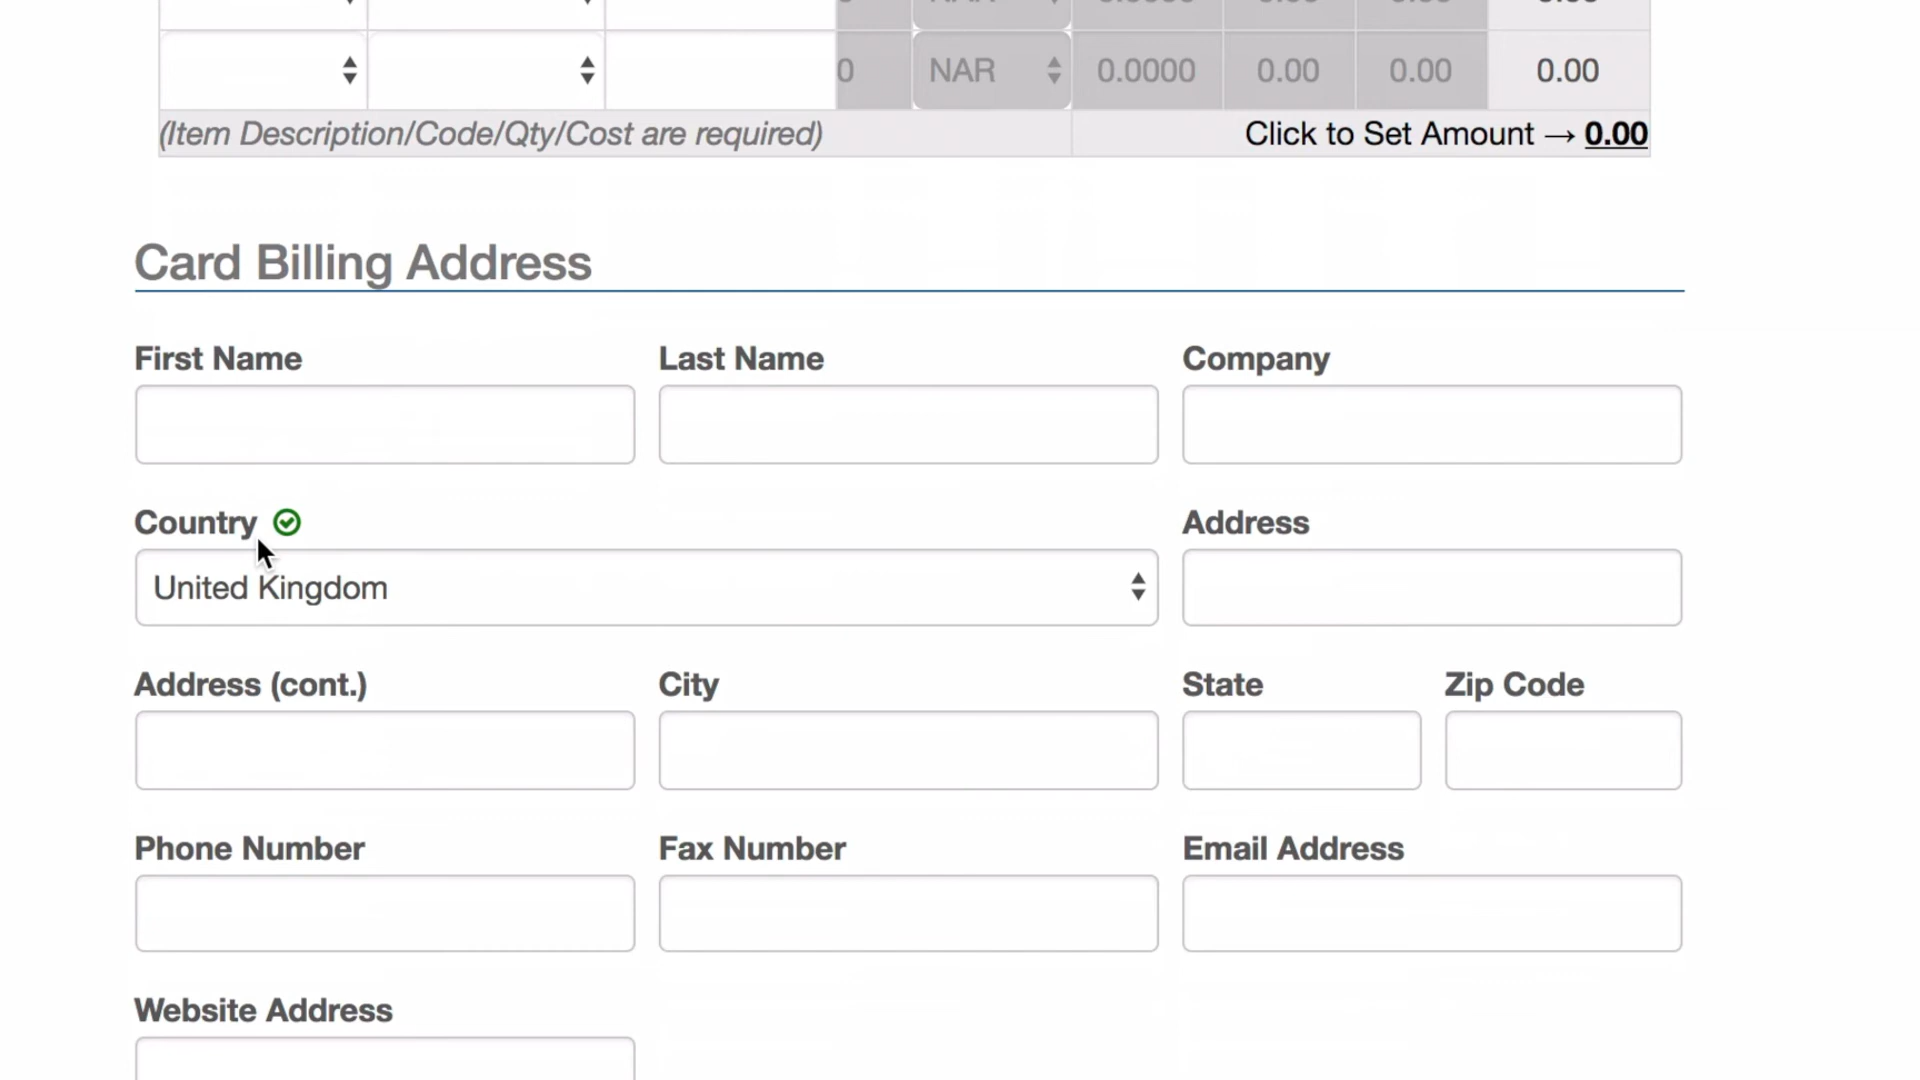 0 NAR 0.0000 0.00 0.00 0.00
(Item Description/Code/Qty/Cost are required) Click to Set Amount → 0.00
Card Billing Address
First Name Last Name Company
Country Address
United Kingdom
Address (cont.) City State Zip Code
Phone Number Fax Number Email Address
Website Address